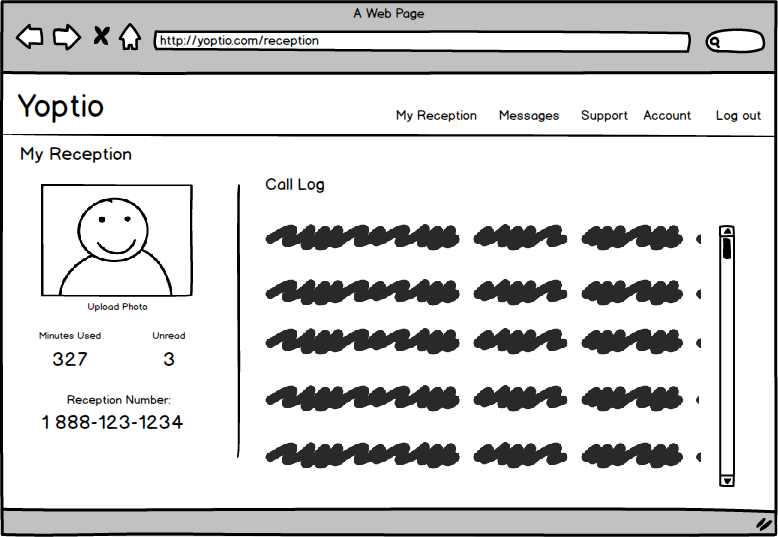 A Web Page
http://yoptio.com/reception
Yoptio
My Reception Messages Support Account Log out
My Reception
Call Log
Upload Photo
Minutes Used Unread
327 3
Reception Number:
1 888-123-1234